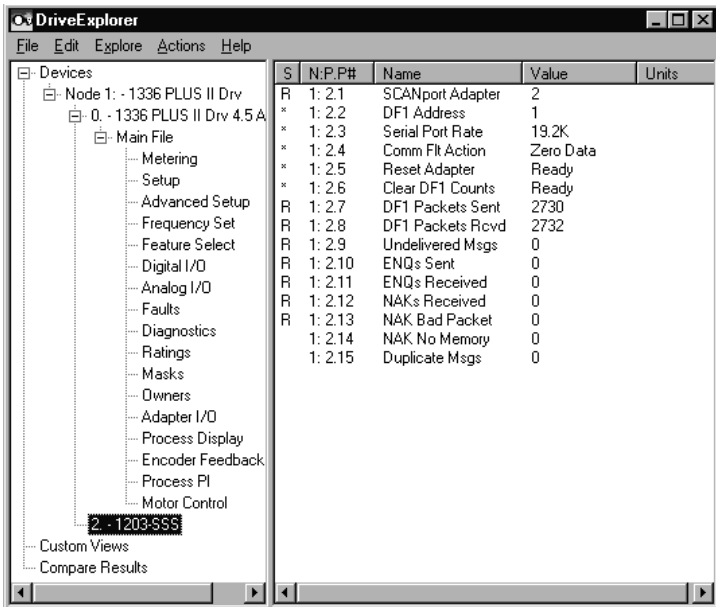 DriveExplorer
File Edit Explore Actions Help
Devices
Node 1: - 1336 PLUS II Drv
0. - 1336 PLUS II Drv 4.5 A
Main File
Metering
Setup
Advanced Setup
Frequency Set
Feature Select
Digital I/O
Analog I/O
Faults
Diagnostics
Ratings
Masks
Owners
Adapter I/O
Process Display
Encoder Feedback
Process PI
Motor Control
2. - 1203-SSS
Custom Views
Compare Results
S N:P.P# Name Value Units
R 1: 2.1 SCANport Adapter 2
* 1: 2.2 DF1 Address 1
* 1: 2.3 Serial Port Rate 19.2K
* 1: 2.4 Comm Flt Action Zero Data
* 1: 2.5 Reset Adapter Ready
* 1: 2.6 Clear DF1 Counts Ready
R 1: 2.7 DF1 Packets Sent 2730
R 1: 2.8 DF1 Packets Rcvd 2732
R 1: 2.9 Undelivered Msgs 0
R 1: 2.10 ENQs Sent 0
R 1: 2.11 ENQs Received 0
R 1: 2.12 NAKs Received 0
R 1: 2.13 NAK Bad Packet 0
1: 2.14 NAK No Memory 0
1: 2.15 Duplicate Msgs 0